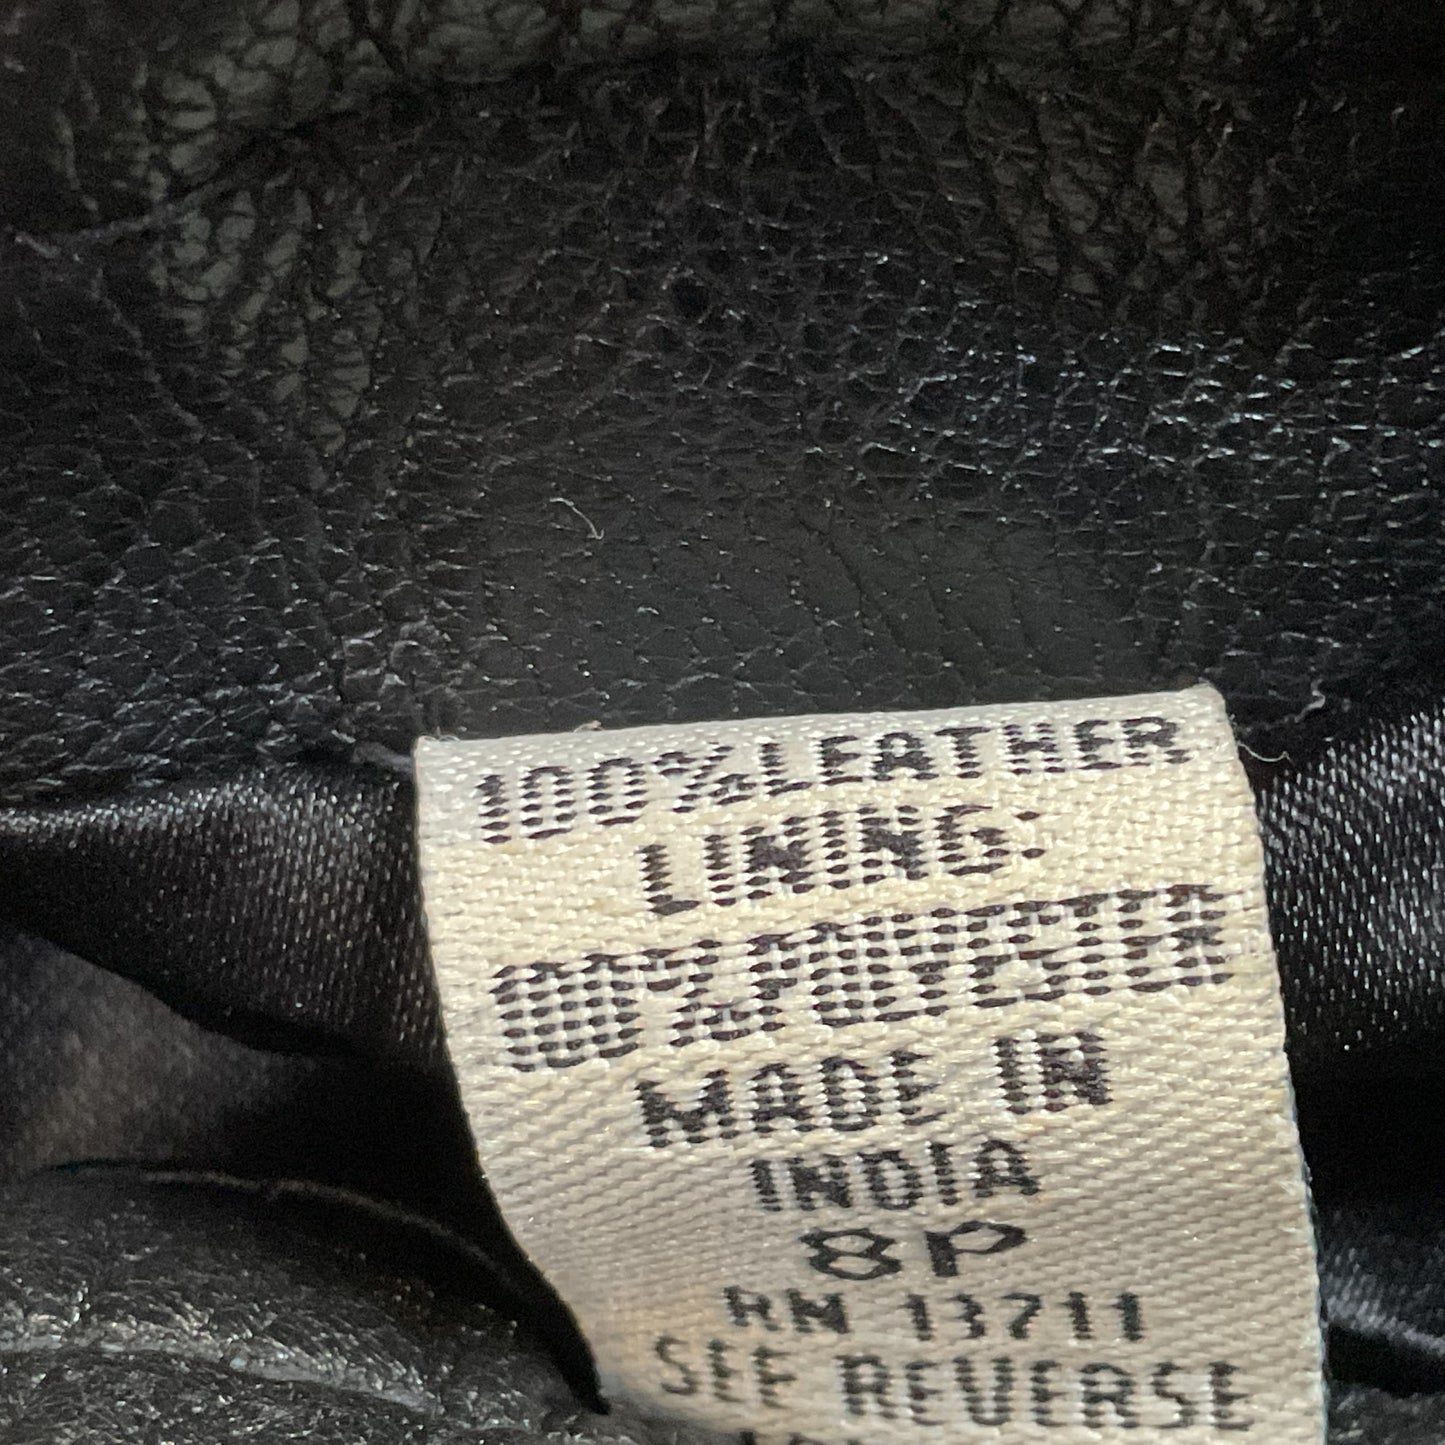 100% LEATHER
LINING:
100% POLYESTER
MADE IN
INDIA
8P
RN 13711
SEE REVERSE